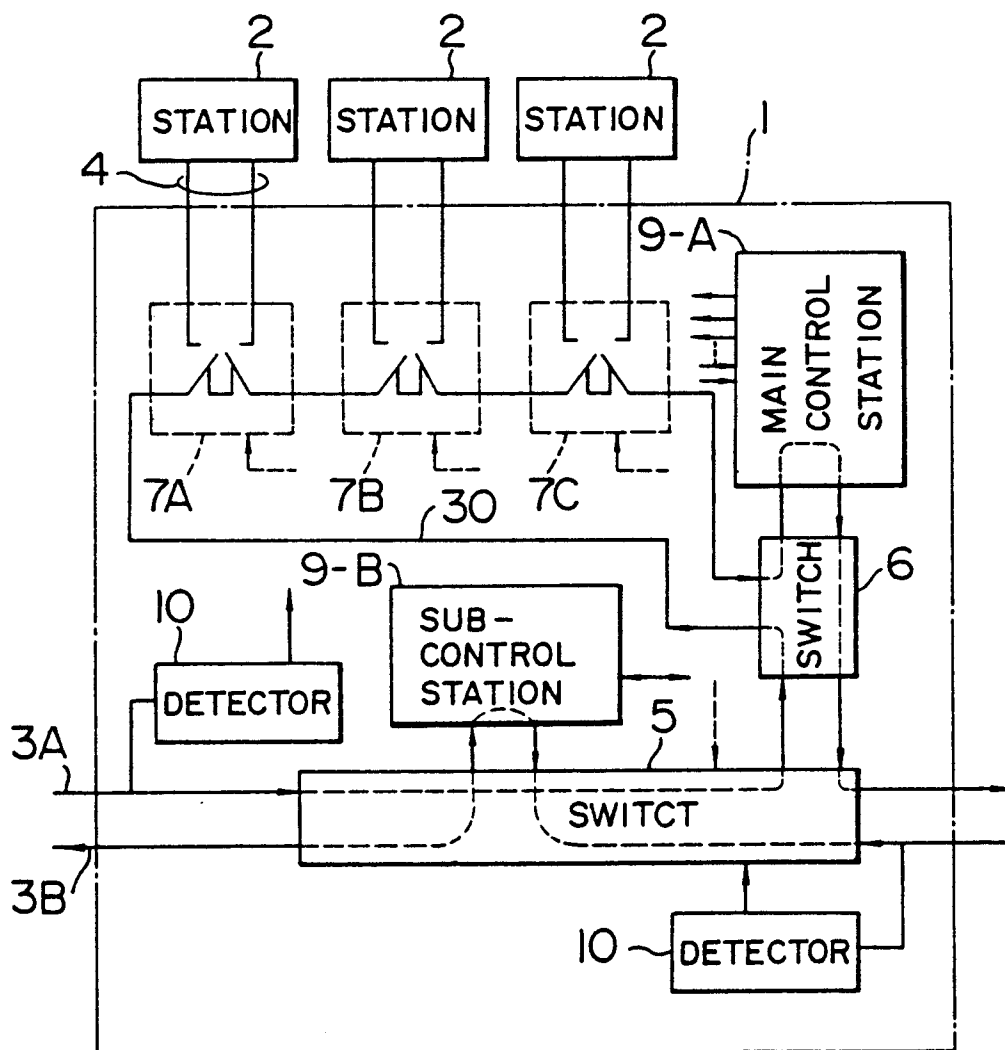 2 2 2
STATION STATION STATION
1
4
9-A
MAIN
CONTROL
STATION
7A 7B 7C
30
9-B
SWITCH
6
10
SUB-
CONTROL
STATION
DETECTOR
5
3A
SWITCT
3B
10
DETECTOR